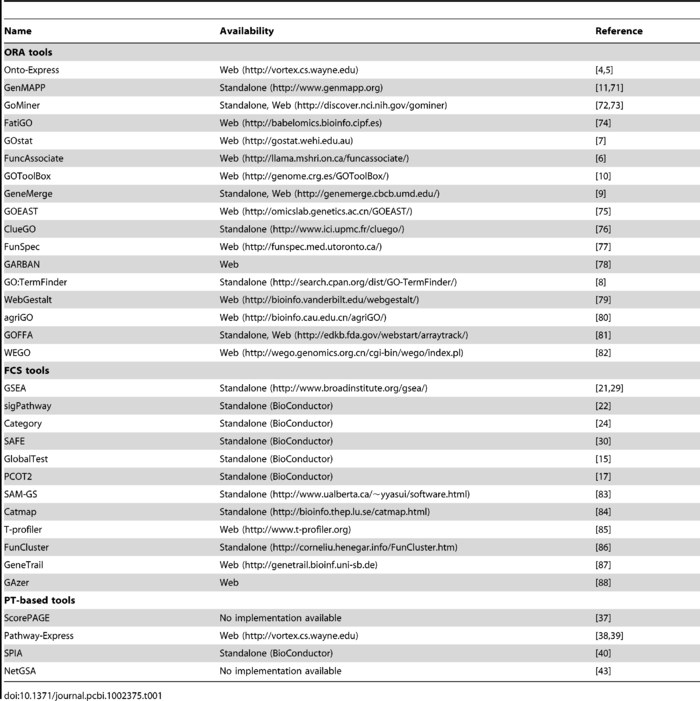 Name Availability Reference
ORA tools
Onto-Express Web (http://vortex.cs.wayne.edu) [4,5]
GenMAPP Standalone (http://www.genmapp.org) [11,71]
GoMiner Standalone, Web (http://discover.nci.nih.gov/gominer) [72,73]
FatiGO Web (http://babelomics.bioinfo.cipf.es) [74]
GOstat Web (http://gostat.wehi.edu.au) [7]
FuncAssociate Web (http://llama.mshri.on.ca/funcassociate/) [6]
GOToolBox Web (http://genome.crg.es/GOToolBox/) [10]
GeneMerge Standalone, Web (http://genemerge.cbcb.umd.edu/) [9]
GOEAST Web (http://omicslab.genetics.ac.cn/GOEAST/) [75]
ClueGO Standalone (http://www.ici.upmc.fr/cluego/) [76]
FunSpec Web (http://funspec.med.utoronto.ca/) [77]
GARBAN Web [78]
GO:TermFinder Standalone (http://search.cpan.org/dist/GO-TermFinder/) [8]
WebGestalt Web (http://bioinfo.vanderbilt.edu/webgestalt/) [79]
agriGO Web (http://bioinfo.cau.edu.cn/agriGO/) [80]
GOFFA Standalone, Web (http://edkb.fda.gov/webstart/arraytrack/) [81]
WEGO Web (http://wego.genomics.org.cn/cgi-bin/wego/index.pl) [82]
FCS tools
GSEA Standalone (http://www.broadinstitute.org/gsea/) [21,29]
sigPathway Standalone (BioConductor) [22]
Category Standalone (BioConductor) [24]
SAFE Standalone (BioConductor) [30]
GlobalTest Standalone (BioConductor) [15]
PCOT2 Standalone (BioConductor) [17]
SAM-GS Standalone (http://www.ualberta.ca/~yyasui/software.html) [83]
Catmap Standalone (http://bioinfo.thep.lu.se/catmap.html) [84]
T-profiler Web (http://www.t-profiler.org) [85]
FunCluster Standalone (http://corneliu.henegar.info/FunCluster.htm) [86]
GeneTrail Web (http://genetrail.bioinf.uni-sb.de) [87]
GAzer Web [88]
PT-based tools
ScorePAGE No implementation available [37]
Pathway-Express Web (http://vortex.cs.wayne.edu) [38,39]
SPIA Standalone (BioConductor) [40]
NetGSA No implementation available [43]
doi:10.1371/journal.pcbi.1002375.t001